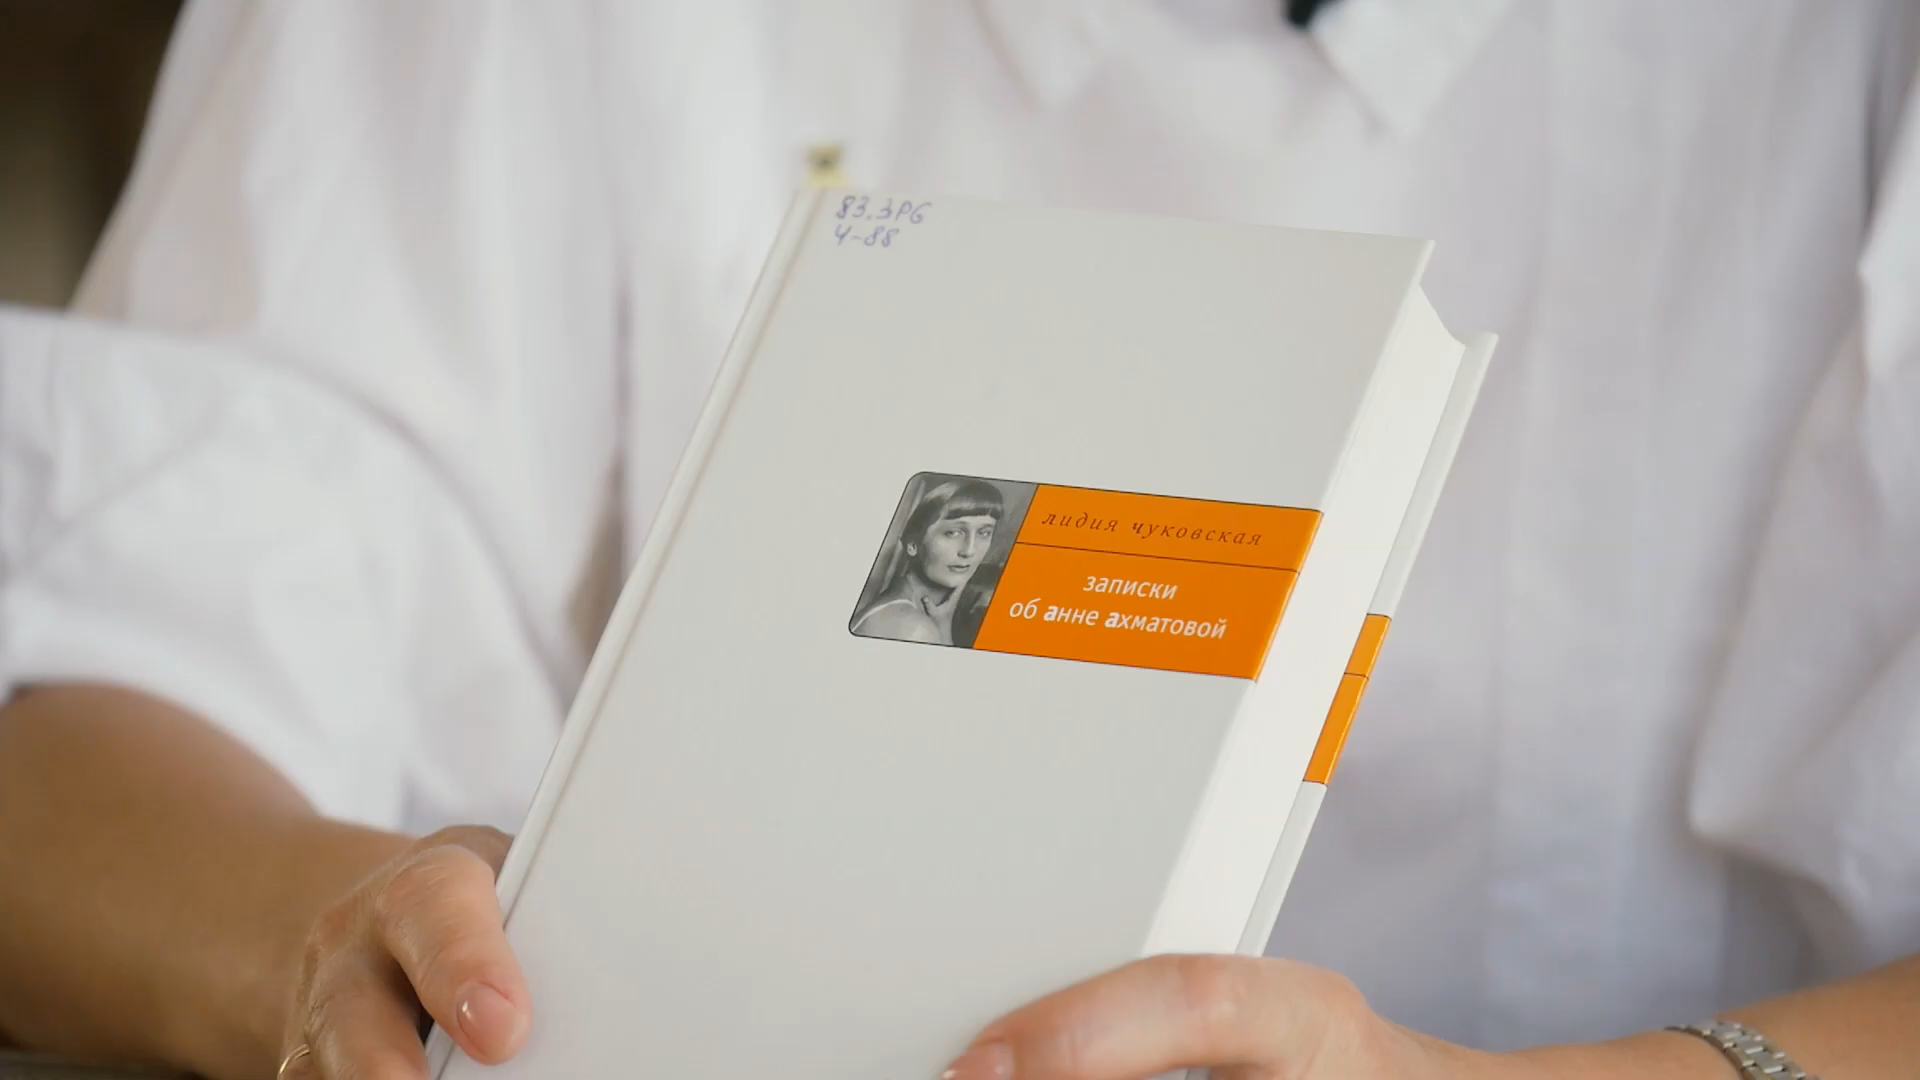 83.3Р6
Ч-88
лидия чуковская
записки
об анне ахматовой